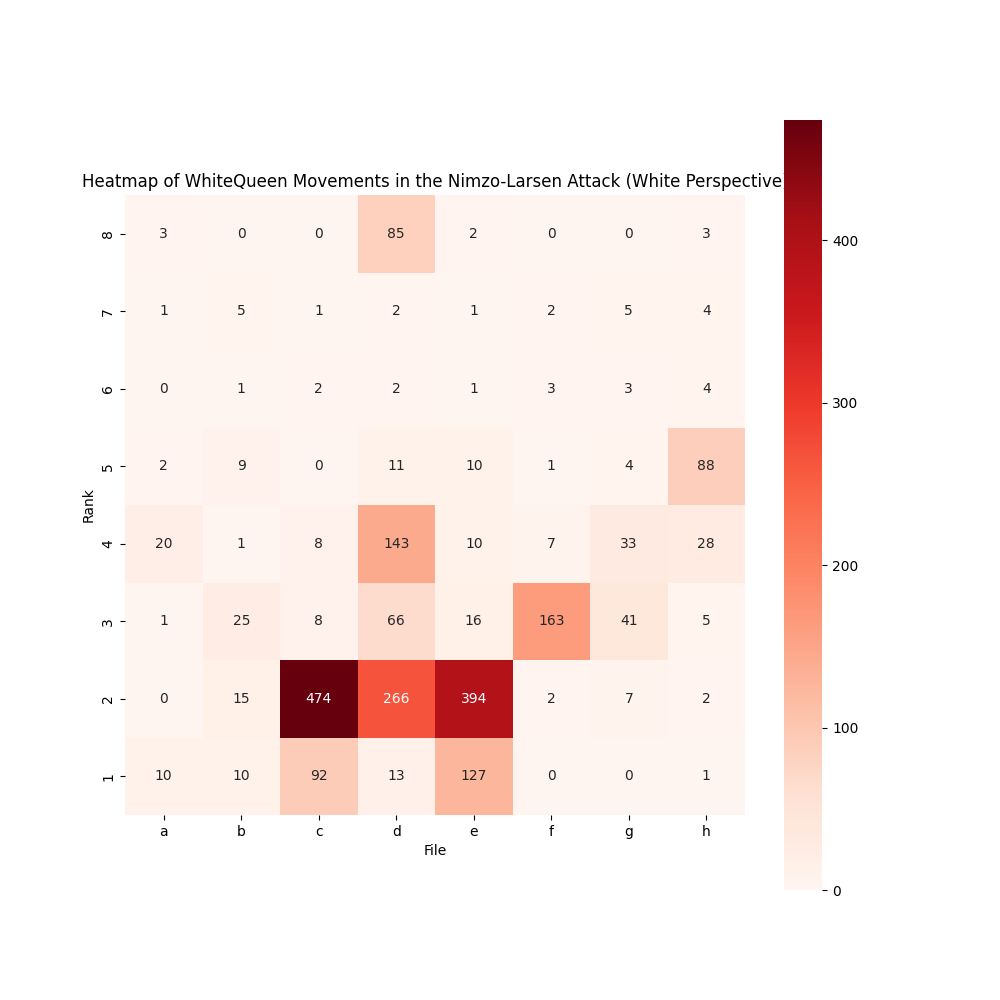 Heatmap of WhiteQueen Movements in the Nimzo-Larsen Attack (White Perspective
8 3 0 0 85 2 0 0 3
7 1 5 1 2 1 2 5 4
6 0 1 2 2 1 3 3 4
5 2 9 0 11 10 1 4 88
4 20 1 8 143 10 7 33 28
3 1 25 8 66 16 163 41 5
2 0 15 474 266 394 2 7 2
1 10 10 92 13 127 0 0 1
a b c d e f g h
Rank
File
400
300
200
100
0